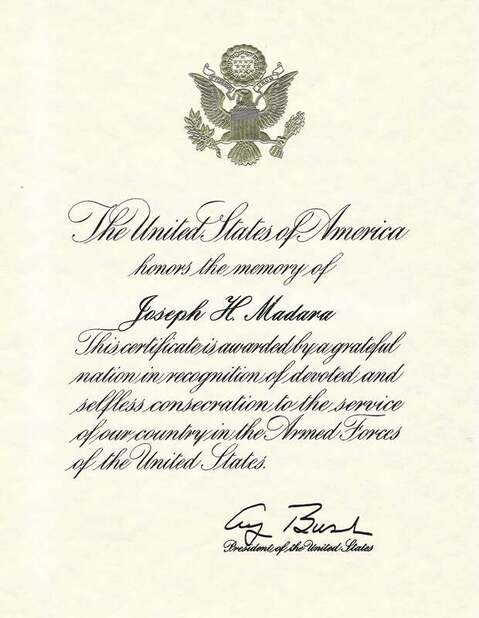 The United States of America
honors the memory of
Joseph H. Madara
This certificate is awarded by a grateful
nation in recognition of devoted and
selfless consecration to the service
of our country in the Armed Forces
of the United States.
Bush
President of the United States